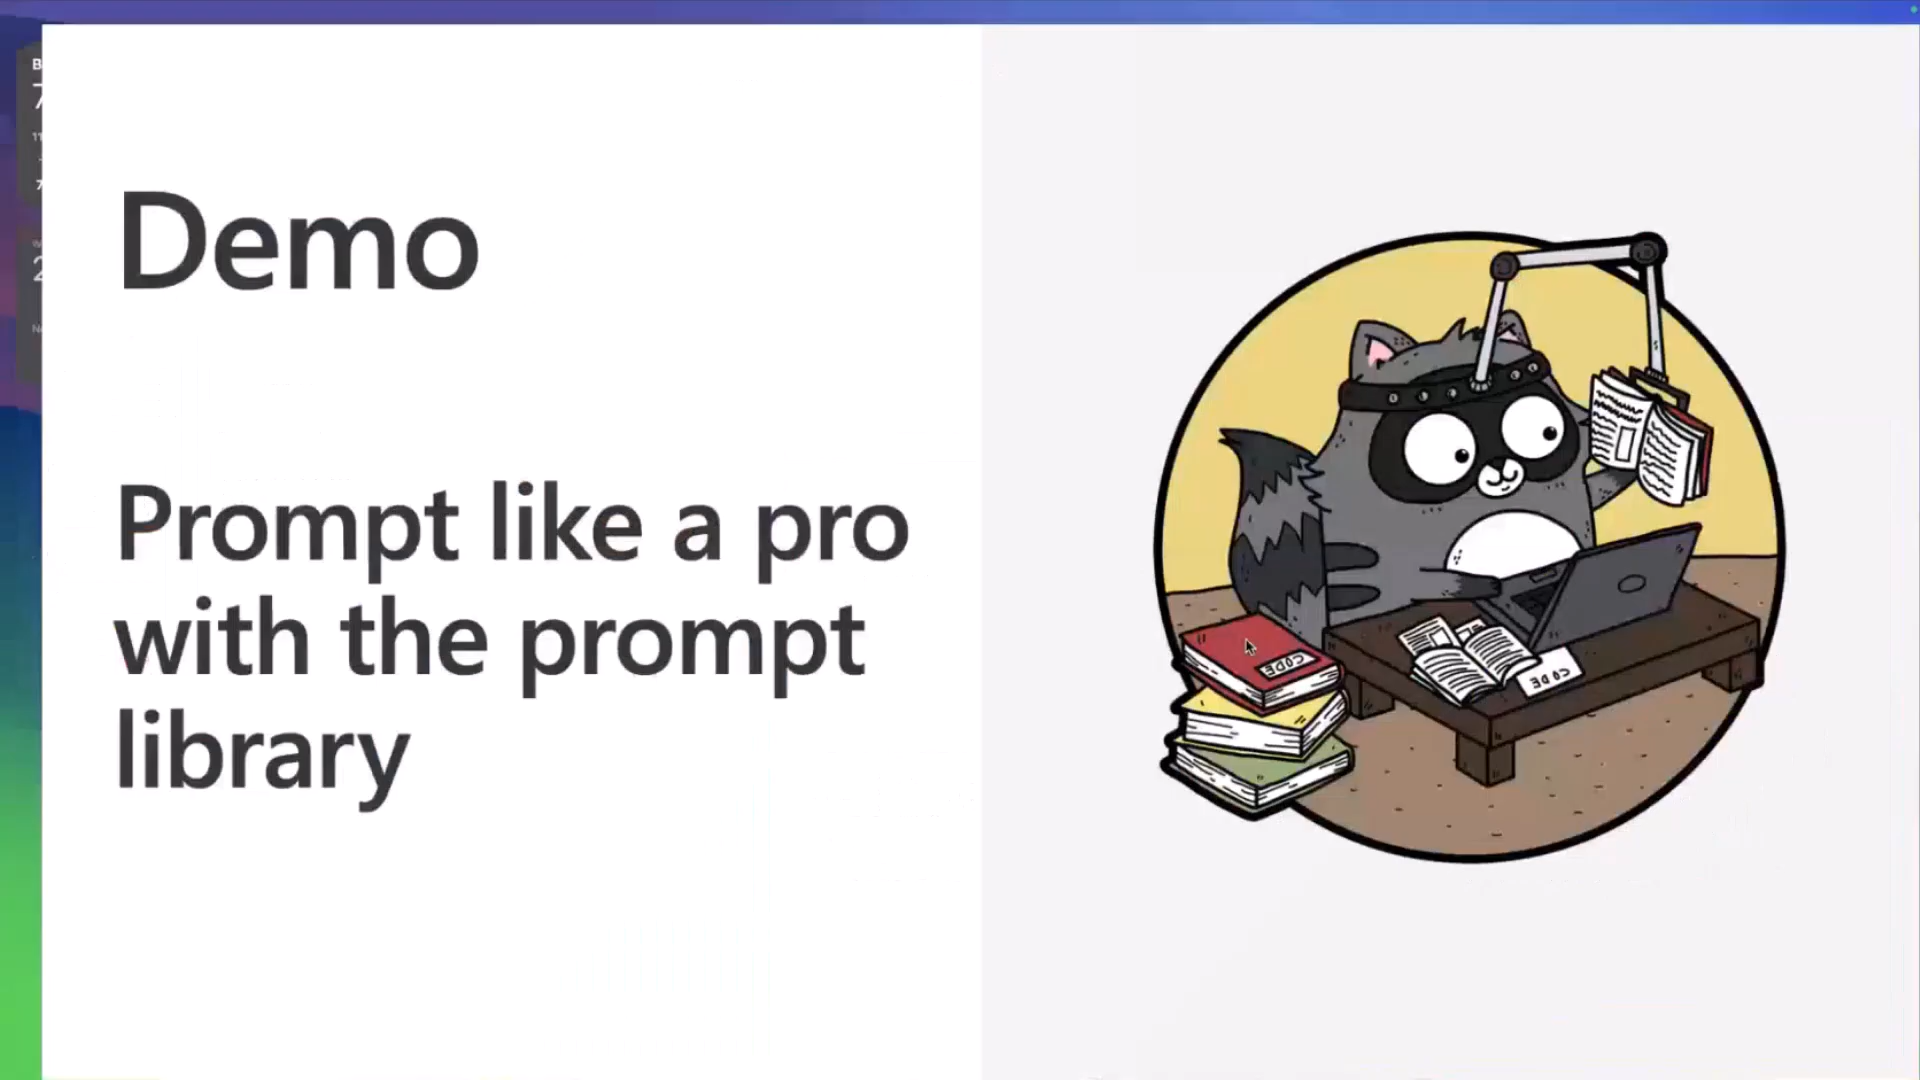 Demo
Prompt like a pro
with the prompt
library
CODE
CODE